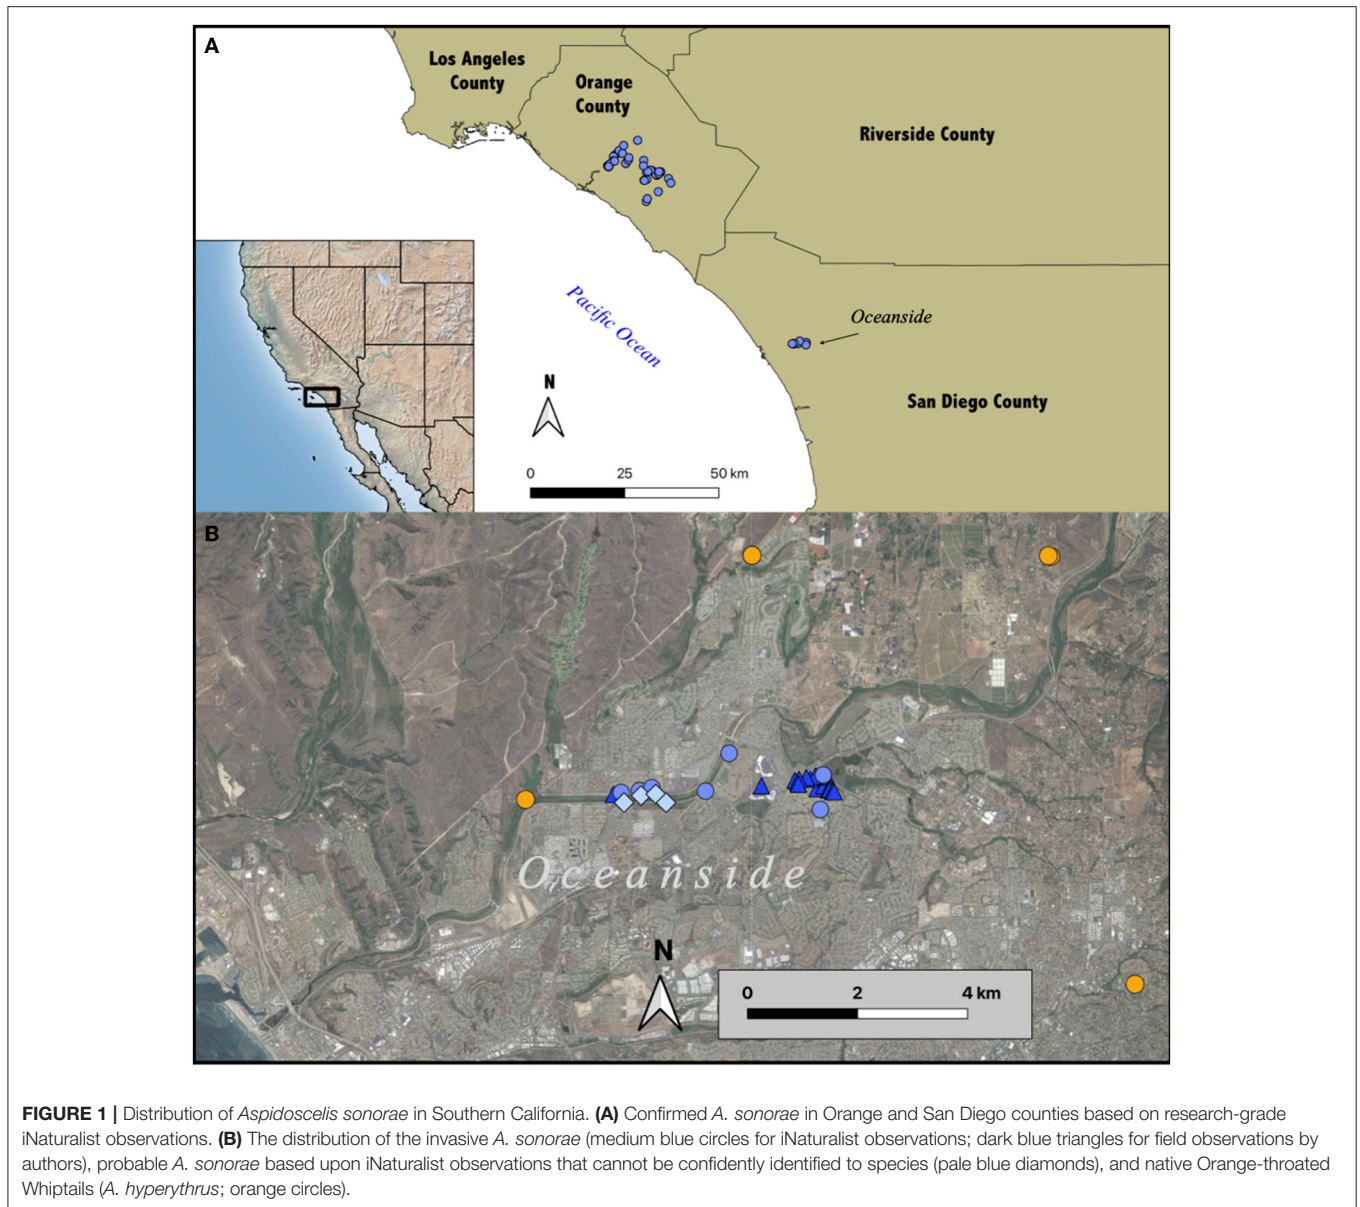 A
Los Angeles
County
Orange
County
Riverside County
Pacific Ocean
Oceanside
N
San Diego County
0 25 50 km
B
Oceanside
N
0 2 4 km
FIGURE 1 | Distribution of Aspidoscelis sonorae in Southern California. (A) Confirmed A. sonorae in Orange and San Diego counties based on research-grade
iNaturalist observations. (B) The distribution of the invasive A. sonorae (medium blue circles for iNaturalist observations; dark blue triangles for field observations by
authors), probable A. sonorae based upon iNaturalist observations that cannot be confidently identified to species (pale blue diamonds), and native Orange-throated
Whiptails (A. hyperythrus; orange circles).